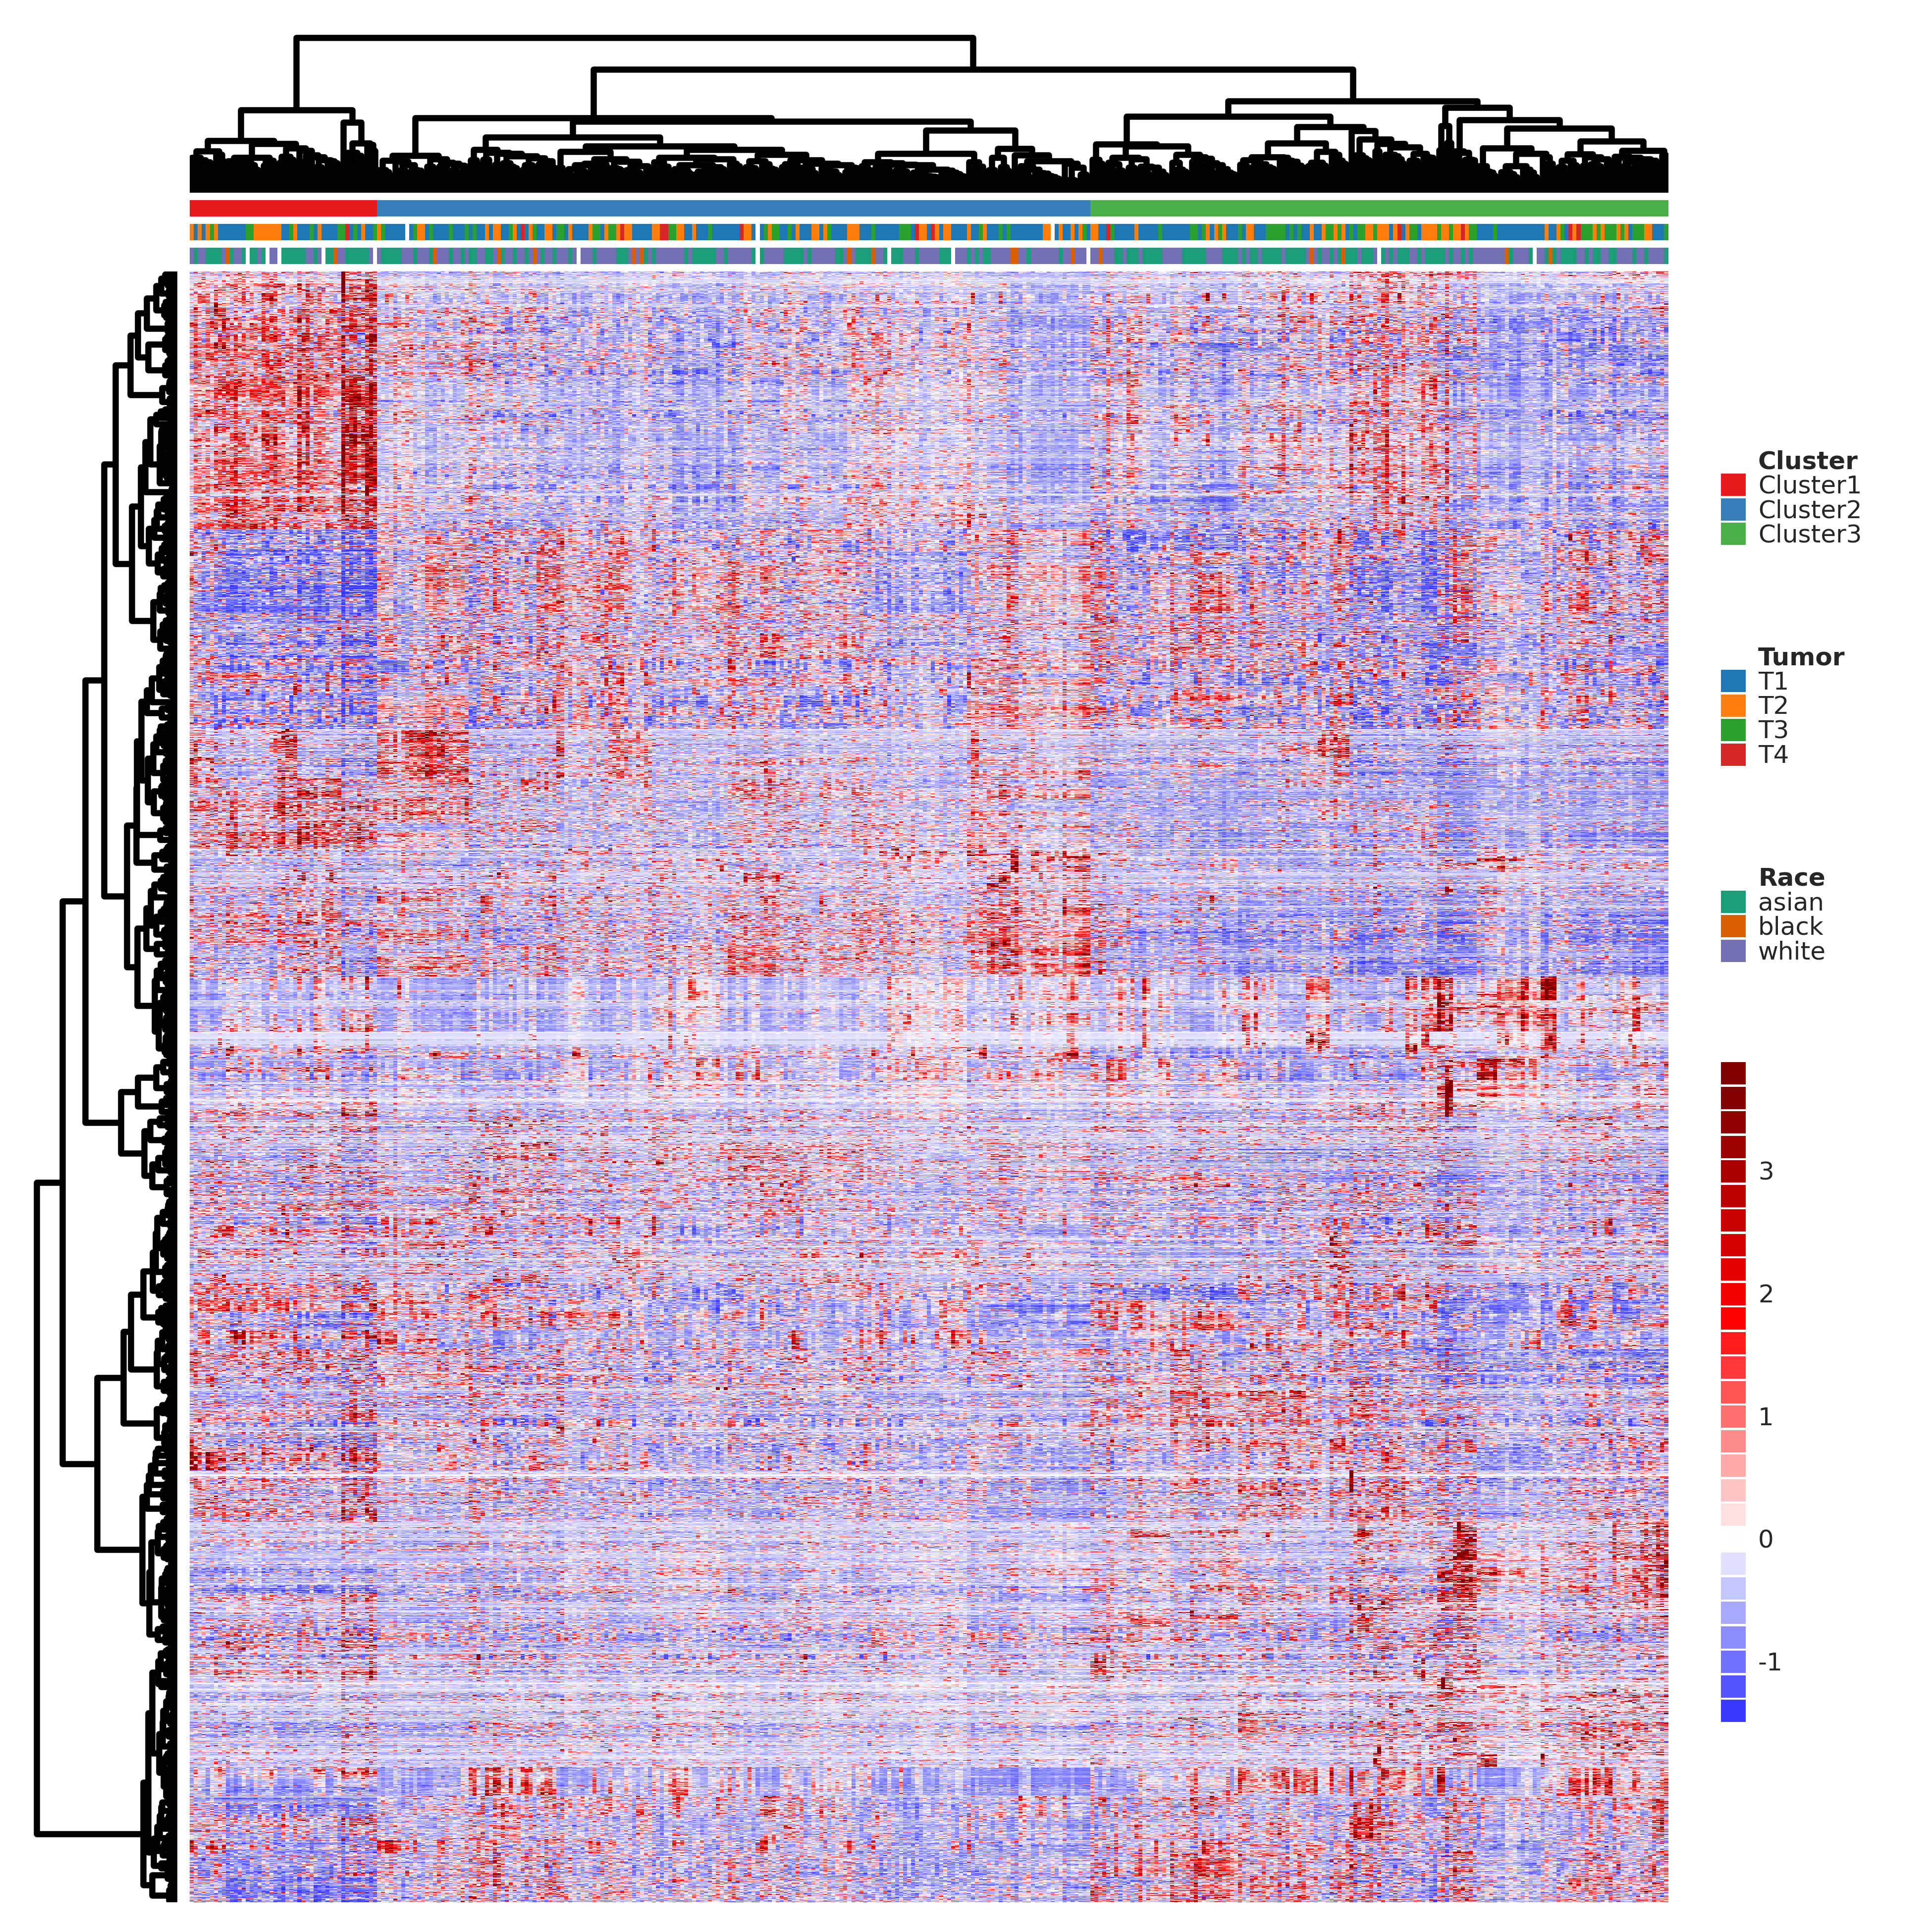 Cluster
Cluster1
Cluster2
Cluster3
Tumor
T1
T2
T3
T4
Race
asian
black
white
3
2
1
0
-1